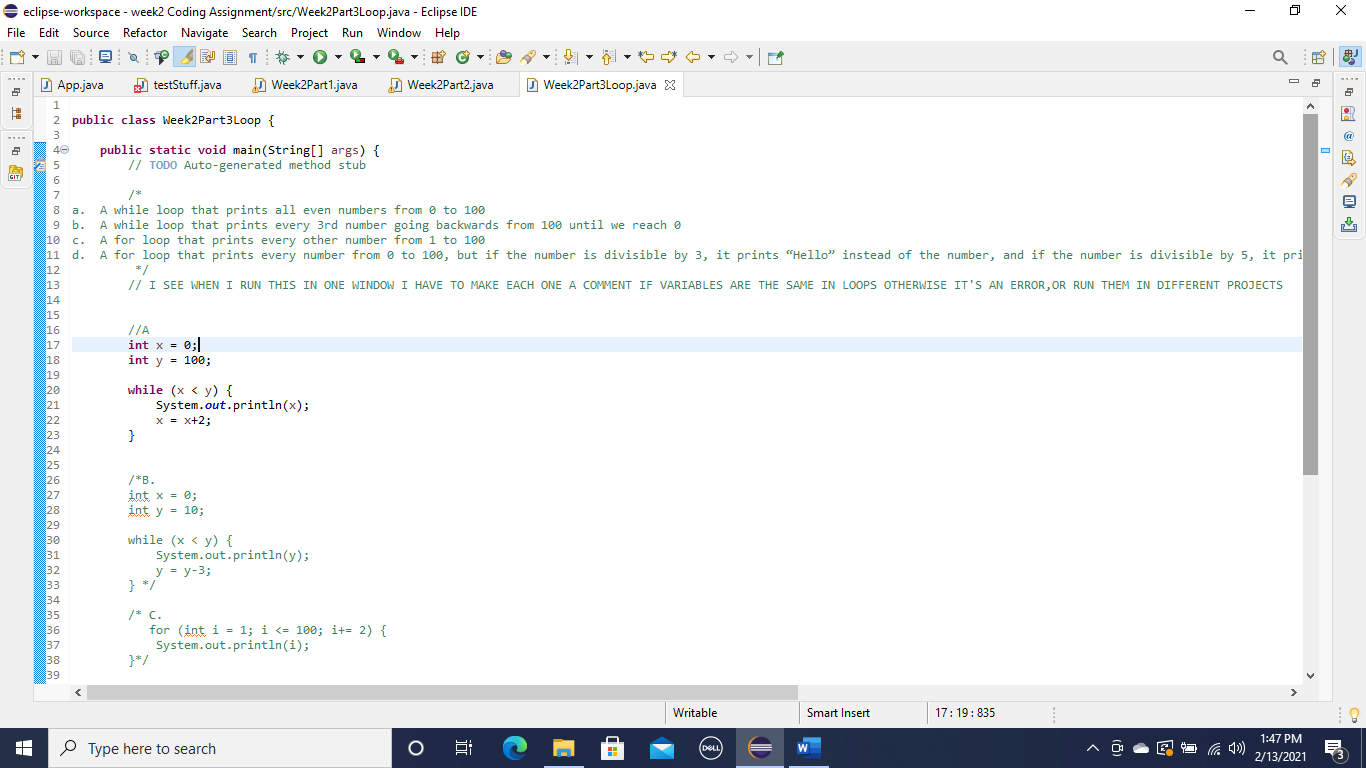 eclipse-workspace - week2 Coding Assignment/src/Week2Part3Loop.java - Eclipse IDE
File Edit Source Refactor Navigate Search Project Run Window Help
App.java testStuff.java Week2Part1.java Week2Part2.java Week2Part3Loop.java
1
2 public class Week2Part3Loop {
3
4 public static void main(String[] args) {
5 // TODO Auto-generated method stub
6
7 /*
8 a. A while loop that prints all even numbers from 0 to 100
9 b. A while loop that prints every 3rd number going backwards from 100 until we reach 0
10 c. A for loop that prints every other number from 1 to 100
11 d. A for loop that prints every number from 0 to 100, but if the number is divisible by 3, it prints “Hello” instead of the number, and if the number is divisible by 5, it pri
12 */
13 // I SEE WHEN I RUN THIS IN ONE WINDOW I HAVE TO MAKE EACH ONE A COMMENT IF VARIABLES ARE THE SAME IN LOOPS OTHERWISE IT'S AN ERROR,OR RUN THEM IN DIFFERENT PROJECTS
14
15
16 //A
17 int x = 0;
18 int y = 100;
19
20 while (x < y) {
21 System.out.println(x);
22 x = x+2;
23 }
24
25
26 /*B.
27 int x = 0;
28 int y = 10;
29
30 while (x < y) {
31 System.out.println(y);
32 y = y-3;
33 } */
34
35 /* C.
36 for (int i = 1; i <= 100; i+= 2) {
37 System.out.println(i);
38 }*/
39
Writable Smart Insert 17 : 19 : 835
Type here to search
DELL
W
1:47 PM
2/13/2021
3
GIT